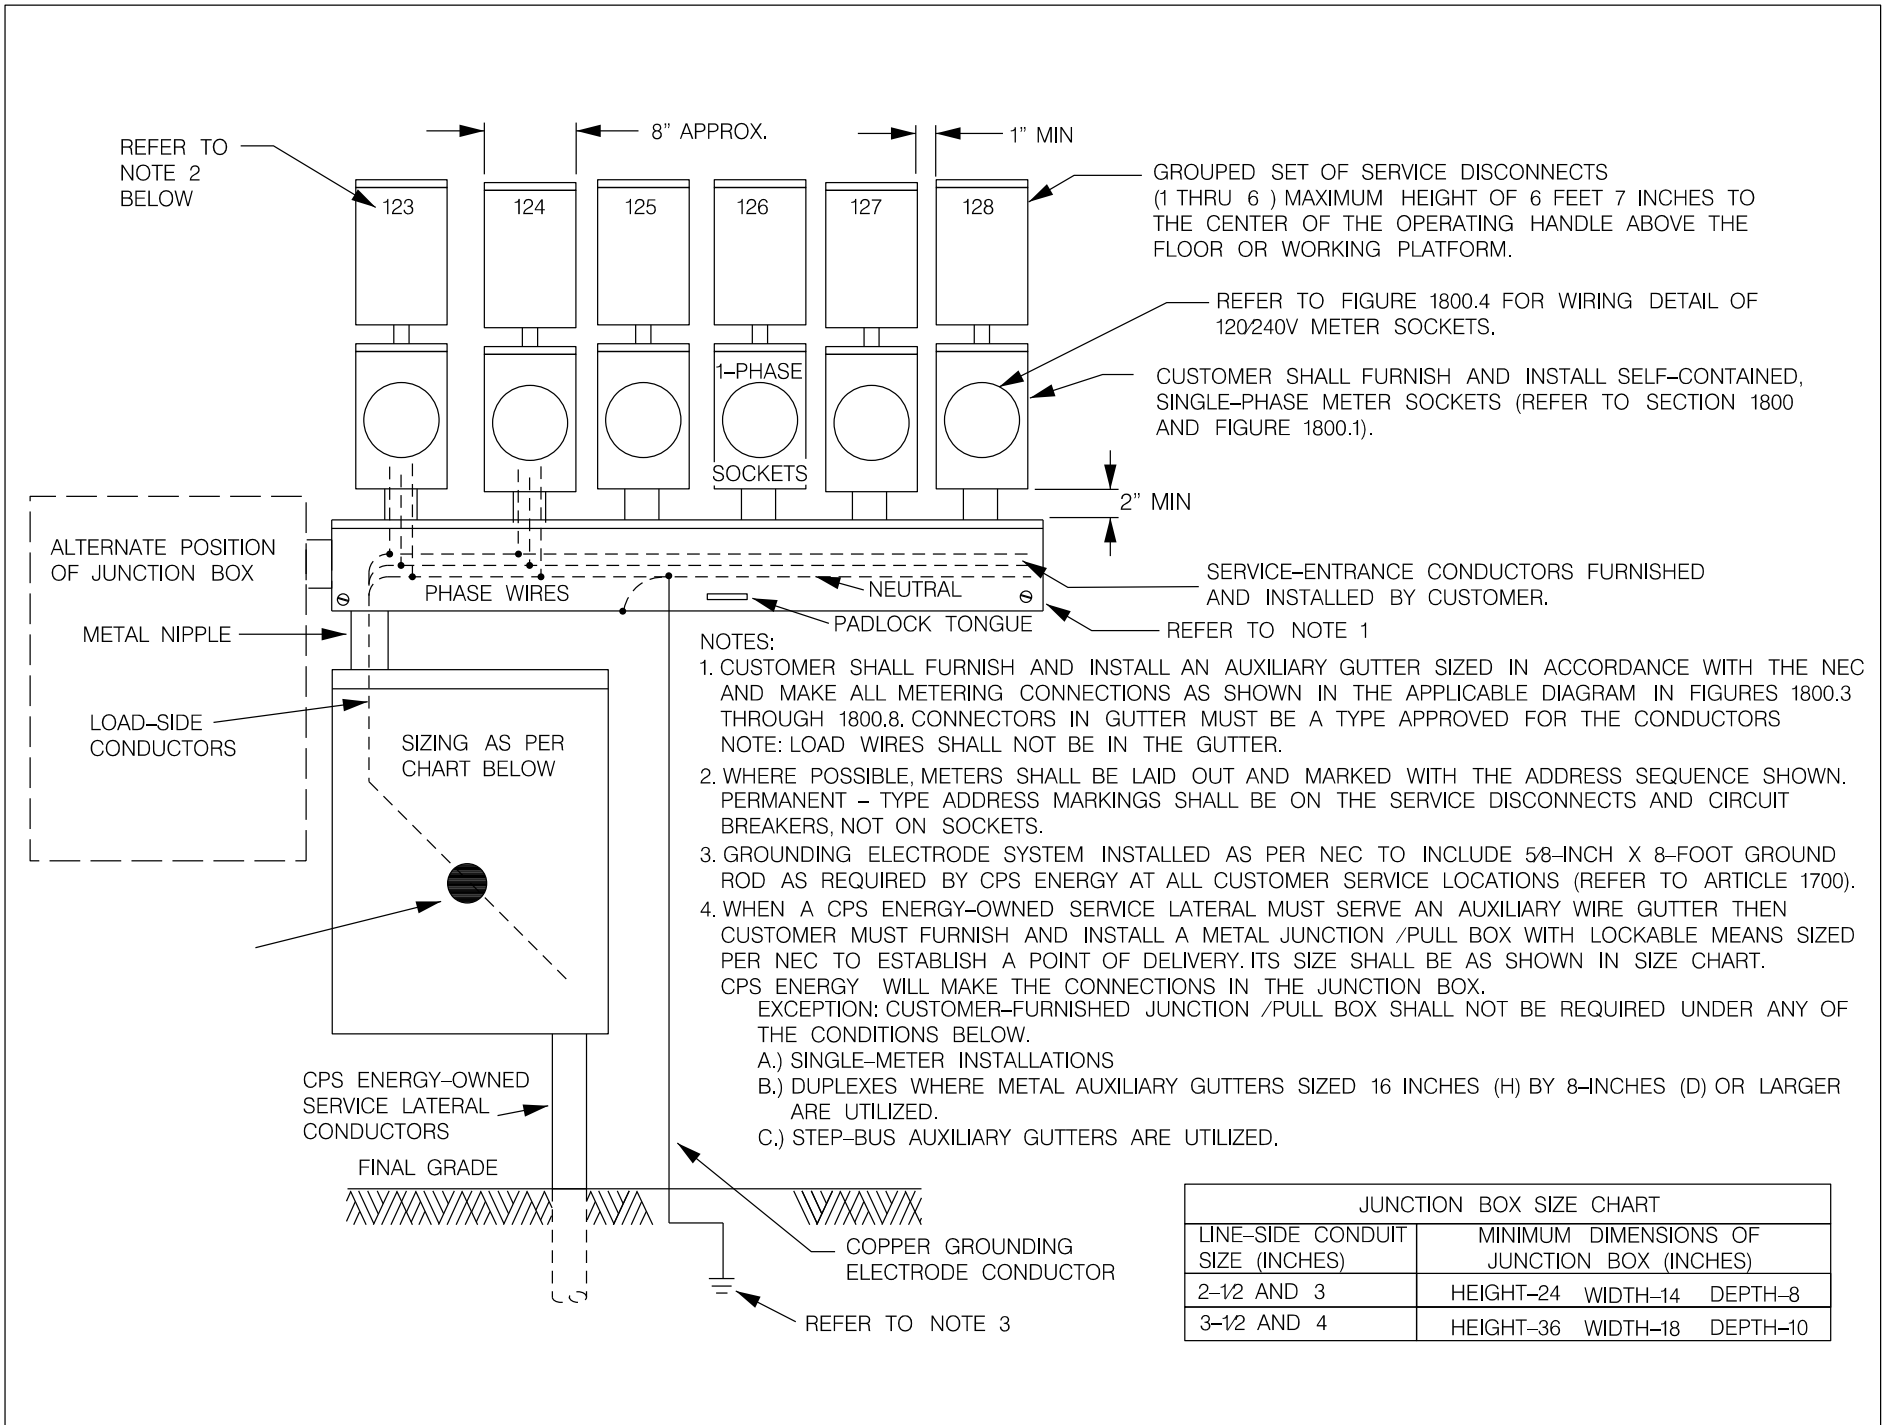 8" APPROX.
1" MIN
REFER TO
NOTE 2
BELOW
123
124
125
126
127
128
GROUPED SET OF SERVICE DISCONNECTS
(1 THRU 6 ) MAXIMUM HEIGHT OF 6 FEET 7 INCHES TO
THE CENTER OF THE OPERATING HANDLE ABOVE THE
FLOOR OR WORKING PLATFORM.
REFER TO FIGURE 1800.4 FOR WIRING DETAIL OF
120/240V METER SOCKETS.
1-PHASE
SOCKETS
CUSTOMER SHALL FURNISH AND INSTALL SELF-CONTAINED,
SINGLE-PHASE METER SOCKETS (REFER TO SECTION 1800
AND FIGURE 1800.1).
2" MIN
ALTERNATE POSITION
OF JUNCTION BOX
PHASE WIRES
NEUTRAL
SERVICE-ENTRANCE CONDUCTORS FURNISHED
AND INSTALLED BY CUSTOMER.
PADLOCK TONGUE
REFER TO NOTE 1
METAL NIPPLE
LOAD-SIDE
CONDUCTORS
SIZING AS PER
CHART BELOW
NOTES:
1. CUSTOMER SHALL FURNISH AND INSTALL AN AUXILIARY GUTTER SIZED IN ACCORDANCE WITH THE NEC
AND MAKE ALL METERING CONNECTIONS AS SHOWN IN THE APPLICABLE DIAGRAM IN FIGURES 1800.3
THROUGH 1800.8. CONNECTORS IN GUTTER MUST BE A TYPE APPROVED FOR THE CONDUCTORS
NOTE: LOAD WIRES SHALL NOT BE IN THE GUTTER.
2. WHERE POSSIBLE, METERS SHALL BE LAID OUT AND MARKED WITH THE ADDRESS SEQUENCE SHOWN.
PERMANENT - TYPE ADDRESS MARKINGS SHALL BE ON THE SERVICE DISCONNECTS AND CIRCUIT
BREAKERS, NOT ON SOCKETS.
3. GROUNDING ELECTRODE SYSTEM INSTALLED AS PER NEC TO INCLUDE 5/8-INCH X 8-FOOT GROUND
ROD AS REQUIRED BY CPS ENERGY AT ALL CUSTOMER SERVICE LOCATIONS (REFER TO ARTICLE 1700).
4. WHEN A CPS ENERGY-OWNED SERVICE LATERAL MUST SERVE AN AUXILIARY WIRE GUTTER THEN
CUSTOMER MUST FURNISH AND INSTALL A METAL JUNCTION /PULL BOX WITH LOCKABLE MEANS SIZED
PER NEC TO ESTABLISH A POINT OF DELIVERY. ITS SIZE SHALL BE AS SHOWN IN SIZE CHART.
CPS ENERGY WILL MAKE THE CONNECTIONS IN THE JUNCTION BOX.
EXCEPTION: CUSTOMER-FURNISHED JUNCTION /PULL BOX SHALL NOT BE REQUIRED UNDER ANY OF
THE CONDITIONS BELOW.
A.) SINGLE-METER INSTALLATIONS
B.) DUPLEXES WHERE METAL AUXILIARY GUTTERS SIZED 16 INCHES (H) BY 8-INCHES (D) OR LARGER
ARE UTILIZED.
C.) STEP-BUS AUXILIARY GUTTERS ARE UTILIZED.
CPS ENERGY-OWNED
SERVICE LATERAL
CONDUCTORS
FINAL GRADE
COPPER GROUNDING
ELECTRODE CONDUCTOR
REFER TO NOTE 3
JUNCTION BOX SIZE CHART
LINE-SIDE CONDUIT
SIZE (INCHES)
MINIMUM DIMENSIONS OF
JUNCTION BOX (INCHES)
2-1/2 AND 3
HEIGHT-24 WIDTH-14 DEPTH-8
3-1/2 AND 4
HEIGHT-36 WIDTH-18 DEPTH-10